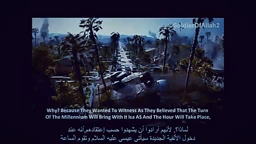 @SoldierOfAllah2
Why? Because They Wanted To Witness As They Believed That The Turn
Of The Millennium Will Bring With It Isa AS And The Hour Will Take Place,
لماذا؟ لأنهم أرادوا أن يشهدوا حسب إعتقادهم أنه عند
دخول الألفية الجديدة سيأتي عيسى عليه السلام وتقوم الساعة